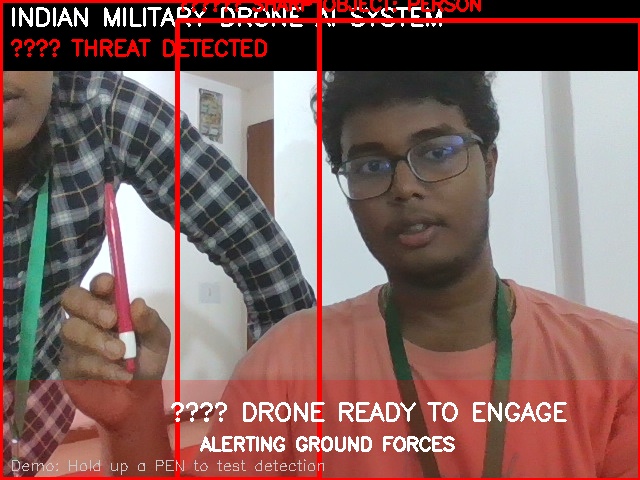 ???? SHARP OBJECT: PERSON
INDIAN MILITARY DRONE AI SYSTEM
???? THREAT DETECTED
???? DRONE READY TO ENGAGE
ALERTING GROUND FORCES
Demo: Hold up a PEN to test detection